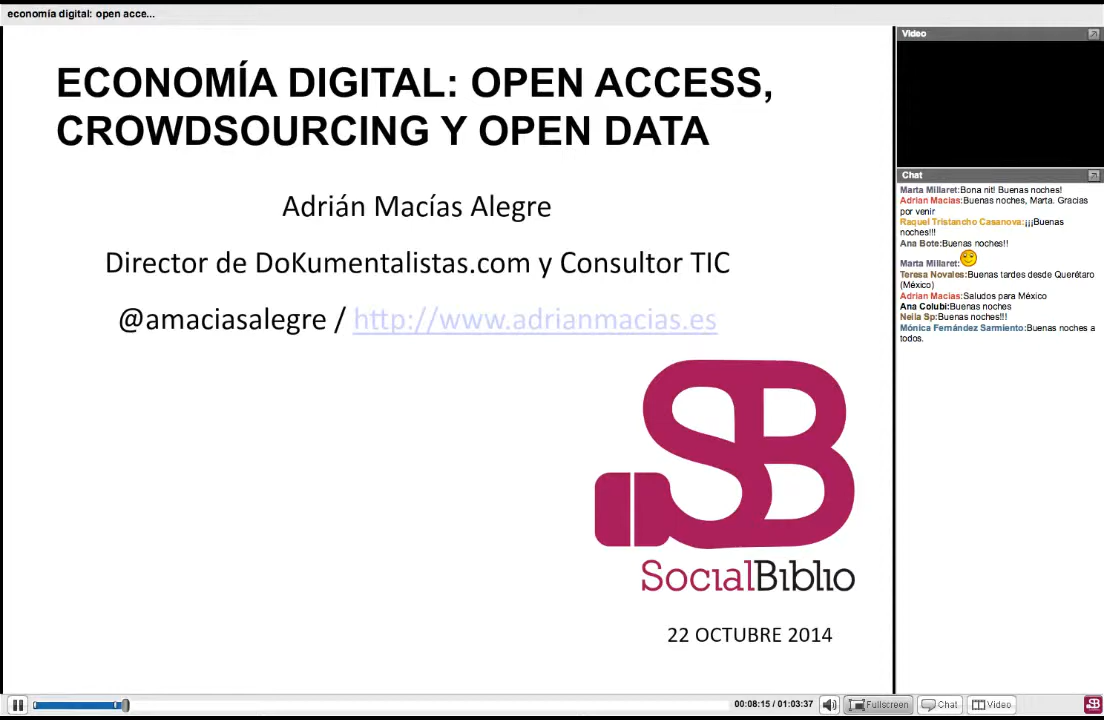 economía digital: open acce...
ECONOMÍA DIGITAL: OPEN ACCESS,
CROWDSOURCING Y OPEN DATA
Adrián Macías Alegre
Director de DoKumentalistas.com y Consultor TIC
@amaciasalegre / http://www.adrianmacias.es
SB
SocialBiblio
22 OCTUBRE 2014
Video
Chat
Marta Millaret:Bona nit! Buenas noches!
Adrian Macias:Buenas noches, Marta. Gracias
por venir
Raquel Tristancho Casanova:¡¡¡Buenas
noches!!!
Ana Bote:Buenas noches!!
Marta Millaret:
Teresa Novales:Buenas tardes desde Querétaro
(México)
Adrian Macias:Saludos para México
Ana Colubi:Buenas noches
Neila Sp:Buenas noches!!!
Mónica Fernández Sarmiento:Buenas noches a
todos.
00:08:15 / 01:03:37
Fullscreen
Chat
Video
SB